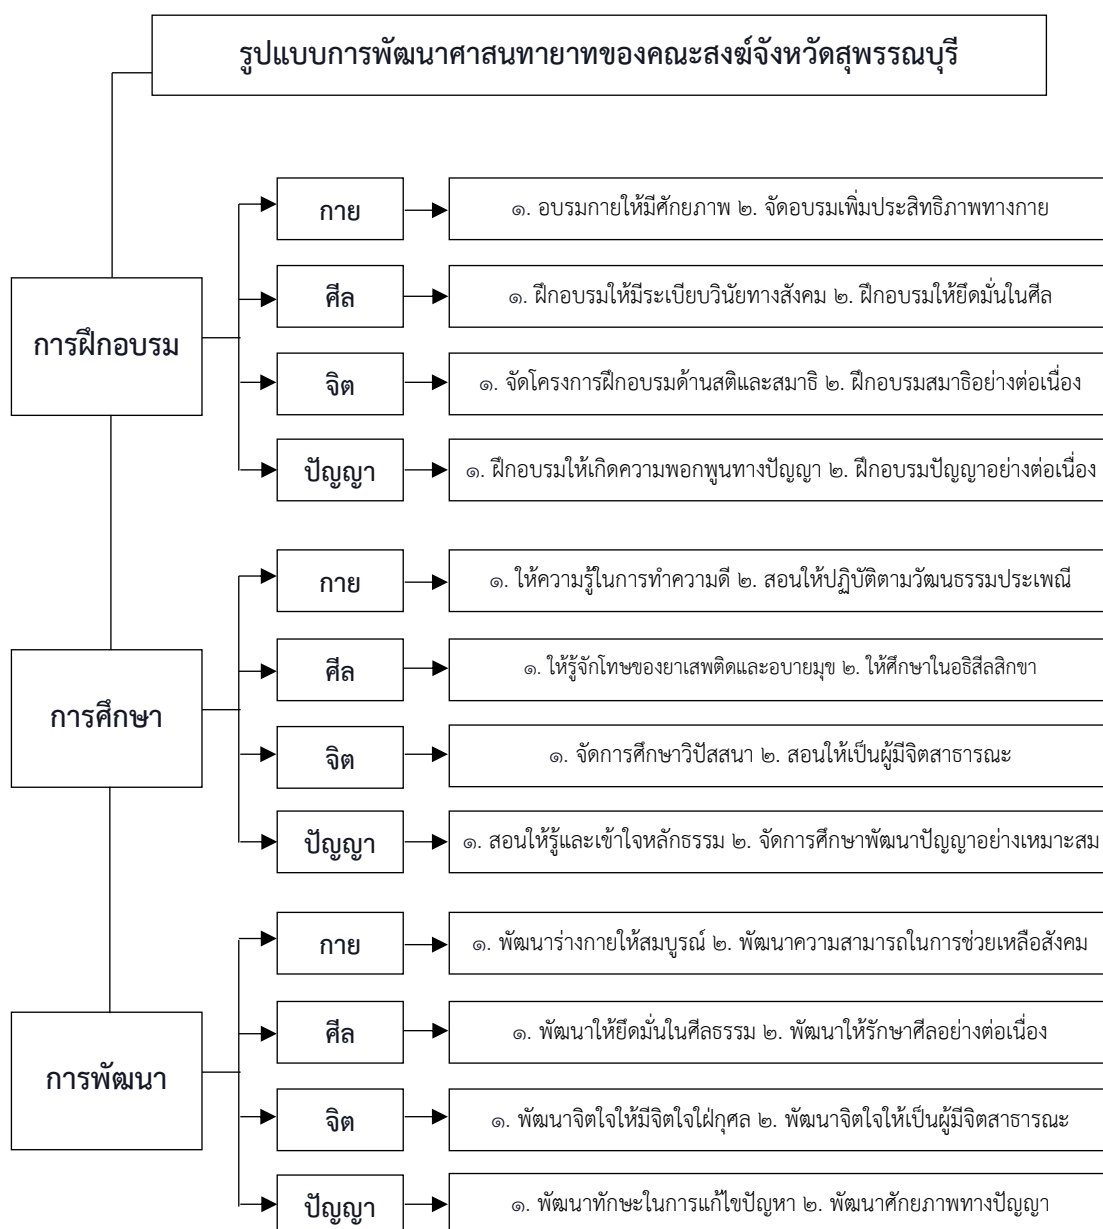 รูปแบบการพัฒนาศาสนทายาทของคณะสงฆ์จังหวัดสุพรรณบุรี
การฝึกอบรม
กาย
๑. อบรมกายให้มีศักยภาพ ๒. จัดอบรมเพิ่มประสิทธิภาพทางกาย
ศีล
๑. ฝึกอบรมให้มีระเบียบวินัยทางสังคม ๒. ฝึกอบรมให้ยึดมั่นในศีล
จิต
๑. จัดโครงการฝึกอบรมด้านสติและสมาธิ ๒. ฝึกอบรมสมาธิอย่างต่อเนื่อง
ปัญญา
๑. ฝึกอบรมให้เกิดความพอกพูนทางปัญญา ๒. ฝึกอบรมปัญญาอย่างต่อเนื่อง
การศึกษา
กาย
๑. ให้ความรู้ในการทำความดี ๒. สอนให้ปฏิบัติตามวัฒนธรรมประเพณี
ศีล
๑. ให้รู้จักโทษของยาเสพติดและอบายมุข ๒. ให้ศึกษาในอธิสีลสิกขา
จิต
๑. จัดการศึกษาวิปัสสนา ๒. สอนให้เป็นผู้มีจิตสาธารณะ
ปัญญา
๑. สอนให้รู้และเข้าใจหลักธรรม ๒. จัดการศึกษาพัฒนาปัญญาอย่างเหมาะสม
การพัฒนา
กาย
๑. พัฒนาร่างกายให้สมบูรณ์ ๒. พัฒนาความสามารถในการช่วยเหลือสังคม
ศีล
๑. พัฒนาให้ยึดมั่นในศีลธรรม ๒. พัฒนาให้รักษาศีลอย่างต่อเนื่อง
จิต
๑. พัฒนาจิตใจให้มีจิตใจใฝ่กุศล ๒. พัฒนาจิตใจให้เป็นผู้มีจิตสาธารณะ
ปัญญา
๑. พัฒนาทักษะในการแก้ไขปัญหา ๒. พัฒนาศักยภาพทางปัญญา